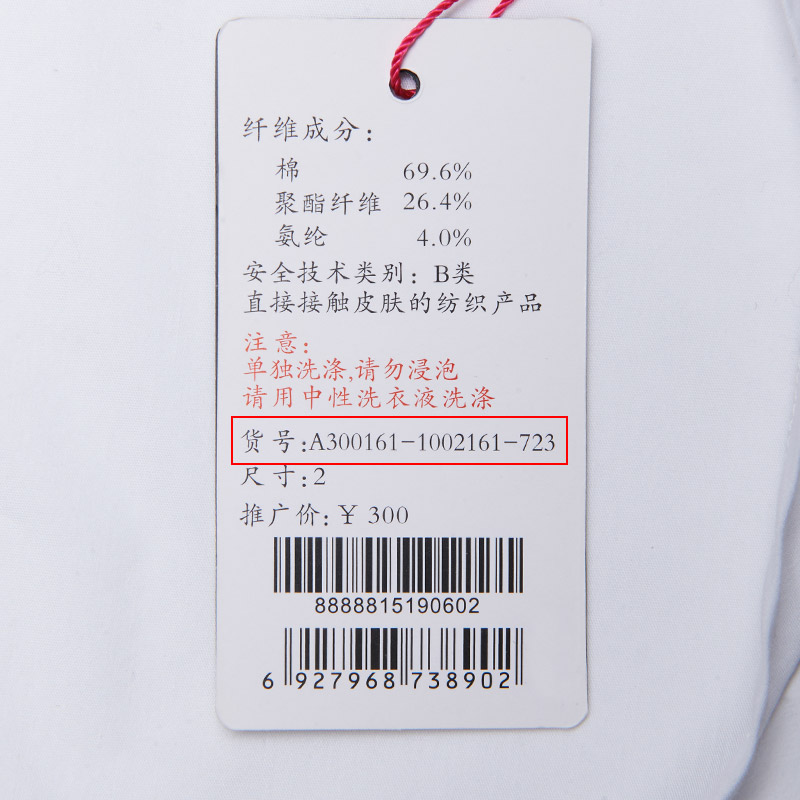 纤维成分:
棉 69.6%
聚酯纤维 26.4%
氨纶 4.0%
安全技术类别: B类
直接接触皮肤的纺织产品
注意:
单独洗涤,请勿浸泡
请用中性洗衣液洗涤
货号:A300161-1002161-723
尺寸:2
推广价:¥ 300
8888815190602
6 927968 738902